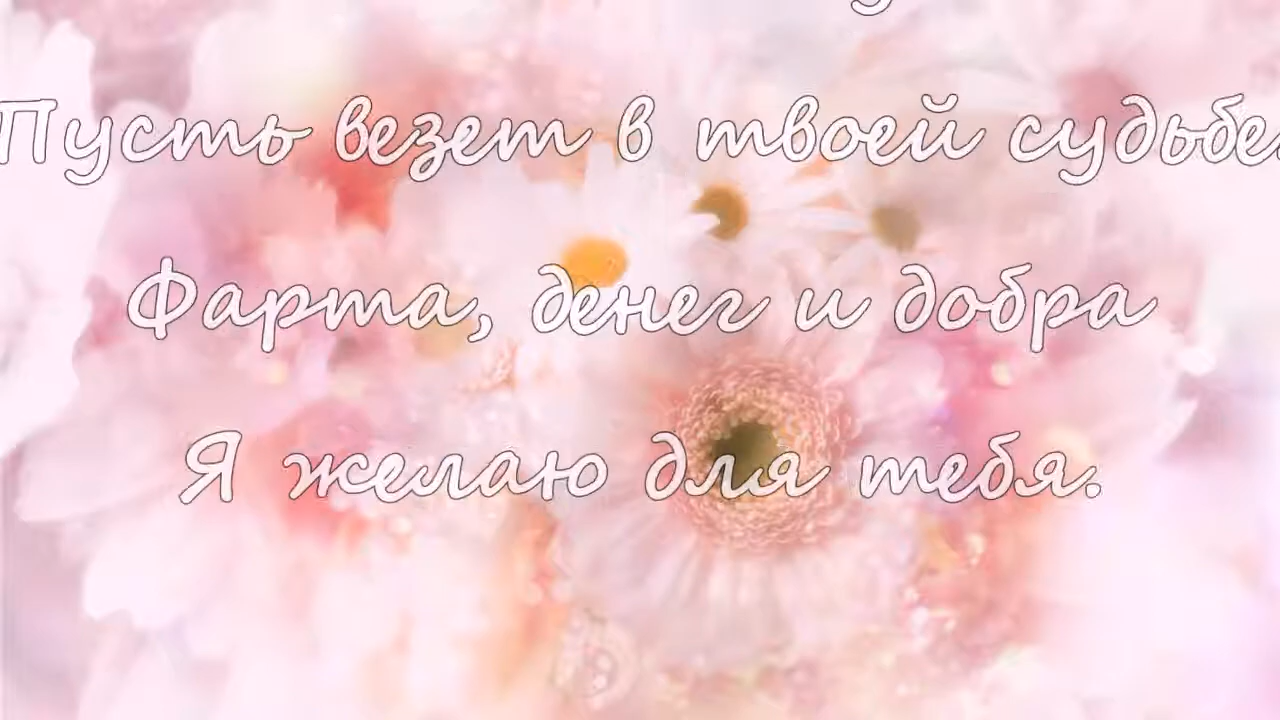 Пусть везет в твоей судьбе.
Фарта, денег и добра
Я желаю для тебя.